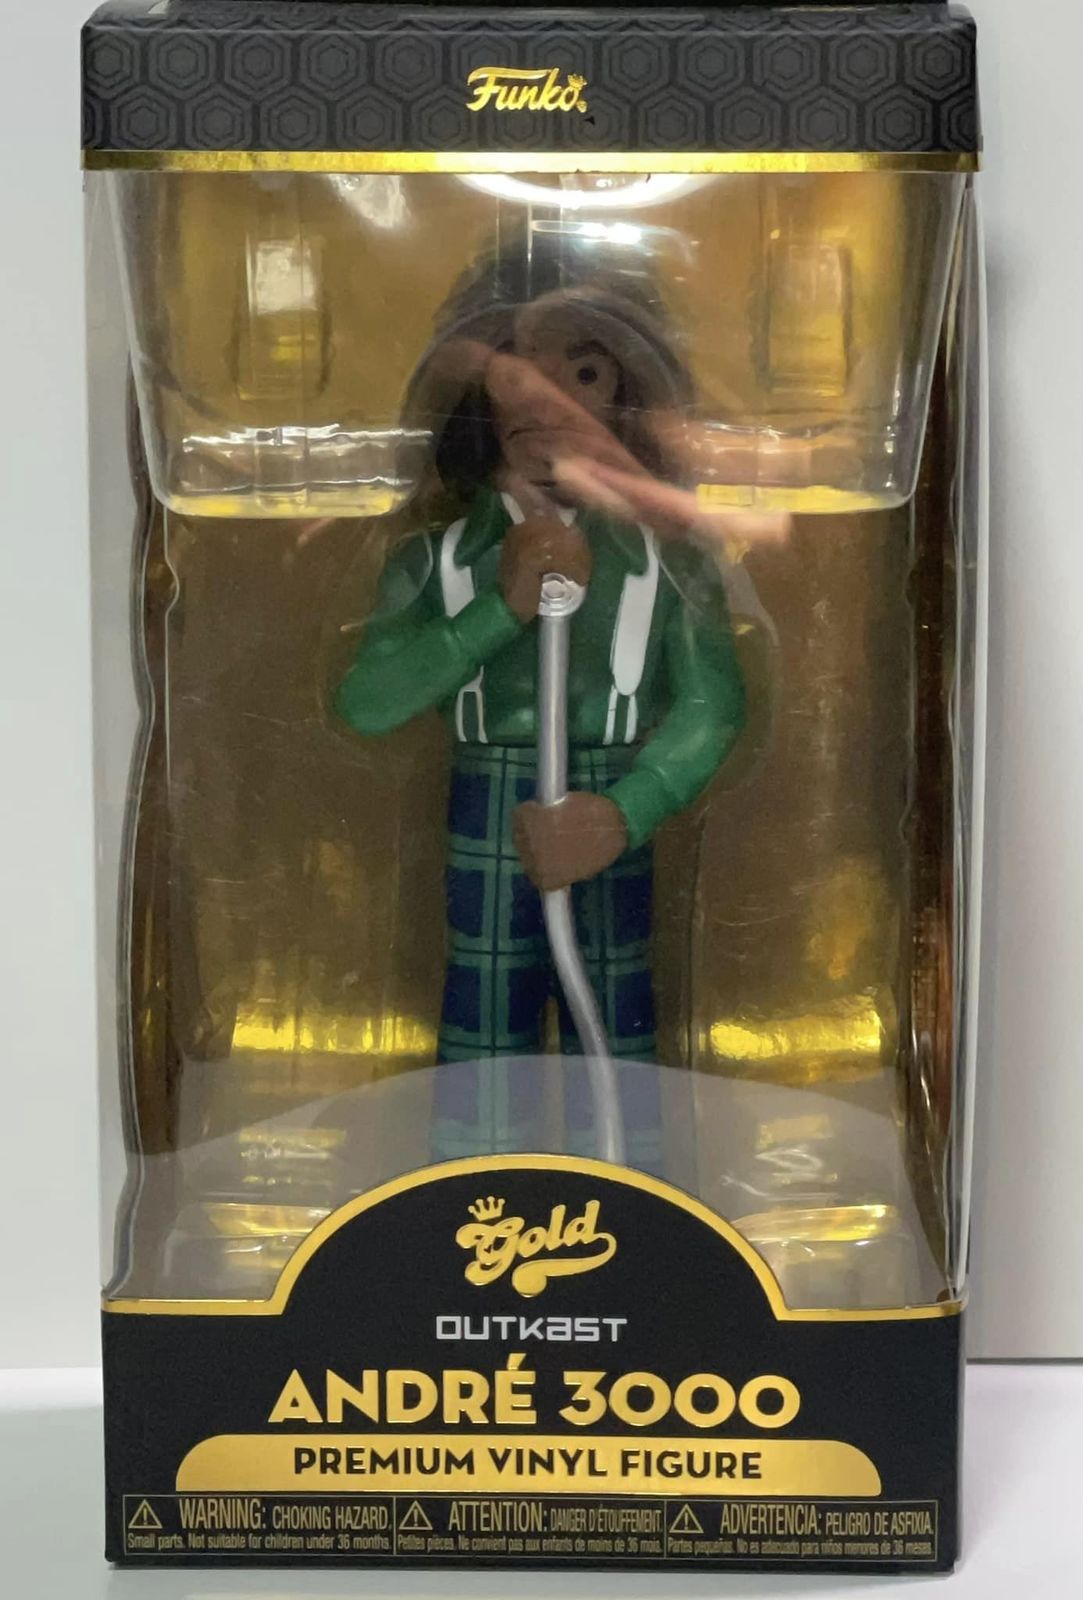 Funko
Gold
OUTKAST
ANDRÉ 3000
PREMIUM VINYL FIGURE
WARNING: CHOKING HAZARD.
Small parts. Not suitable for children under 36 months.
ATTENTION: DANGER D'ÉTOUFFEMENT.
Petites pièces. Ne convient pas aux enfants de moins de 36 mois.
ADVERTENCIA: PELIGRO DE ASFIXIA.
Partes pequeñas. No es adecuado para niños menores de 36 meses.